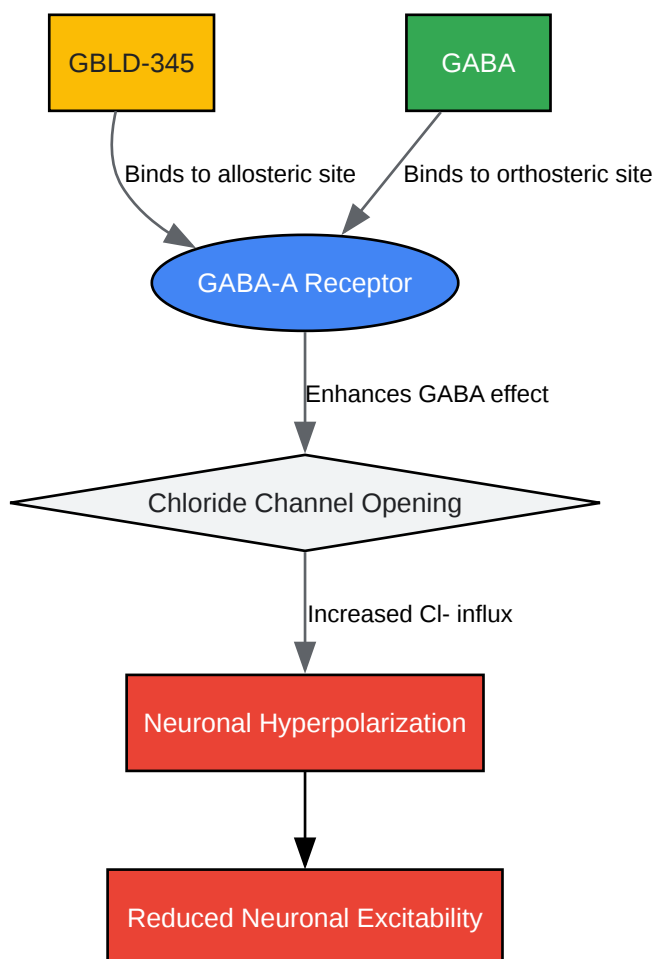 GBLD-345
GABA
Binds to allosteric site
Binds to orthosteric site
GABA-A Receptor
Enhances GABA effect
Chloride Channel Opening
Increased Cl- influx
Neuronal Hyperpolarization
Reduced Neuronal Excitability